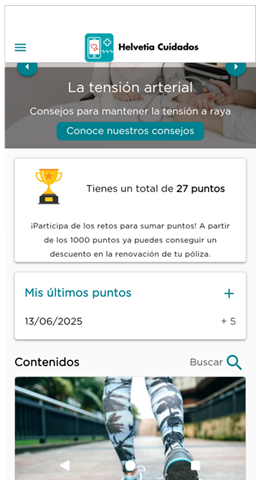 Helvetia Cuidados
La tensión arterial
Consejos para mantener la tensión a raya
Conoce nuestros consejos
Tienes un total de 27 puntos
¡Participa de los retos para sumar puntos! A partir
de los 1000 puntos ya puedes conseguir un
descuento en la renovación de tu póliza.
Mis últimos puntos
+
13/06/2025
+ 5
Contenidos
Buscar